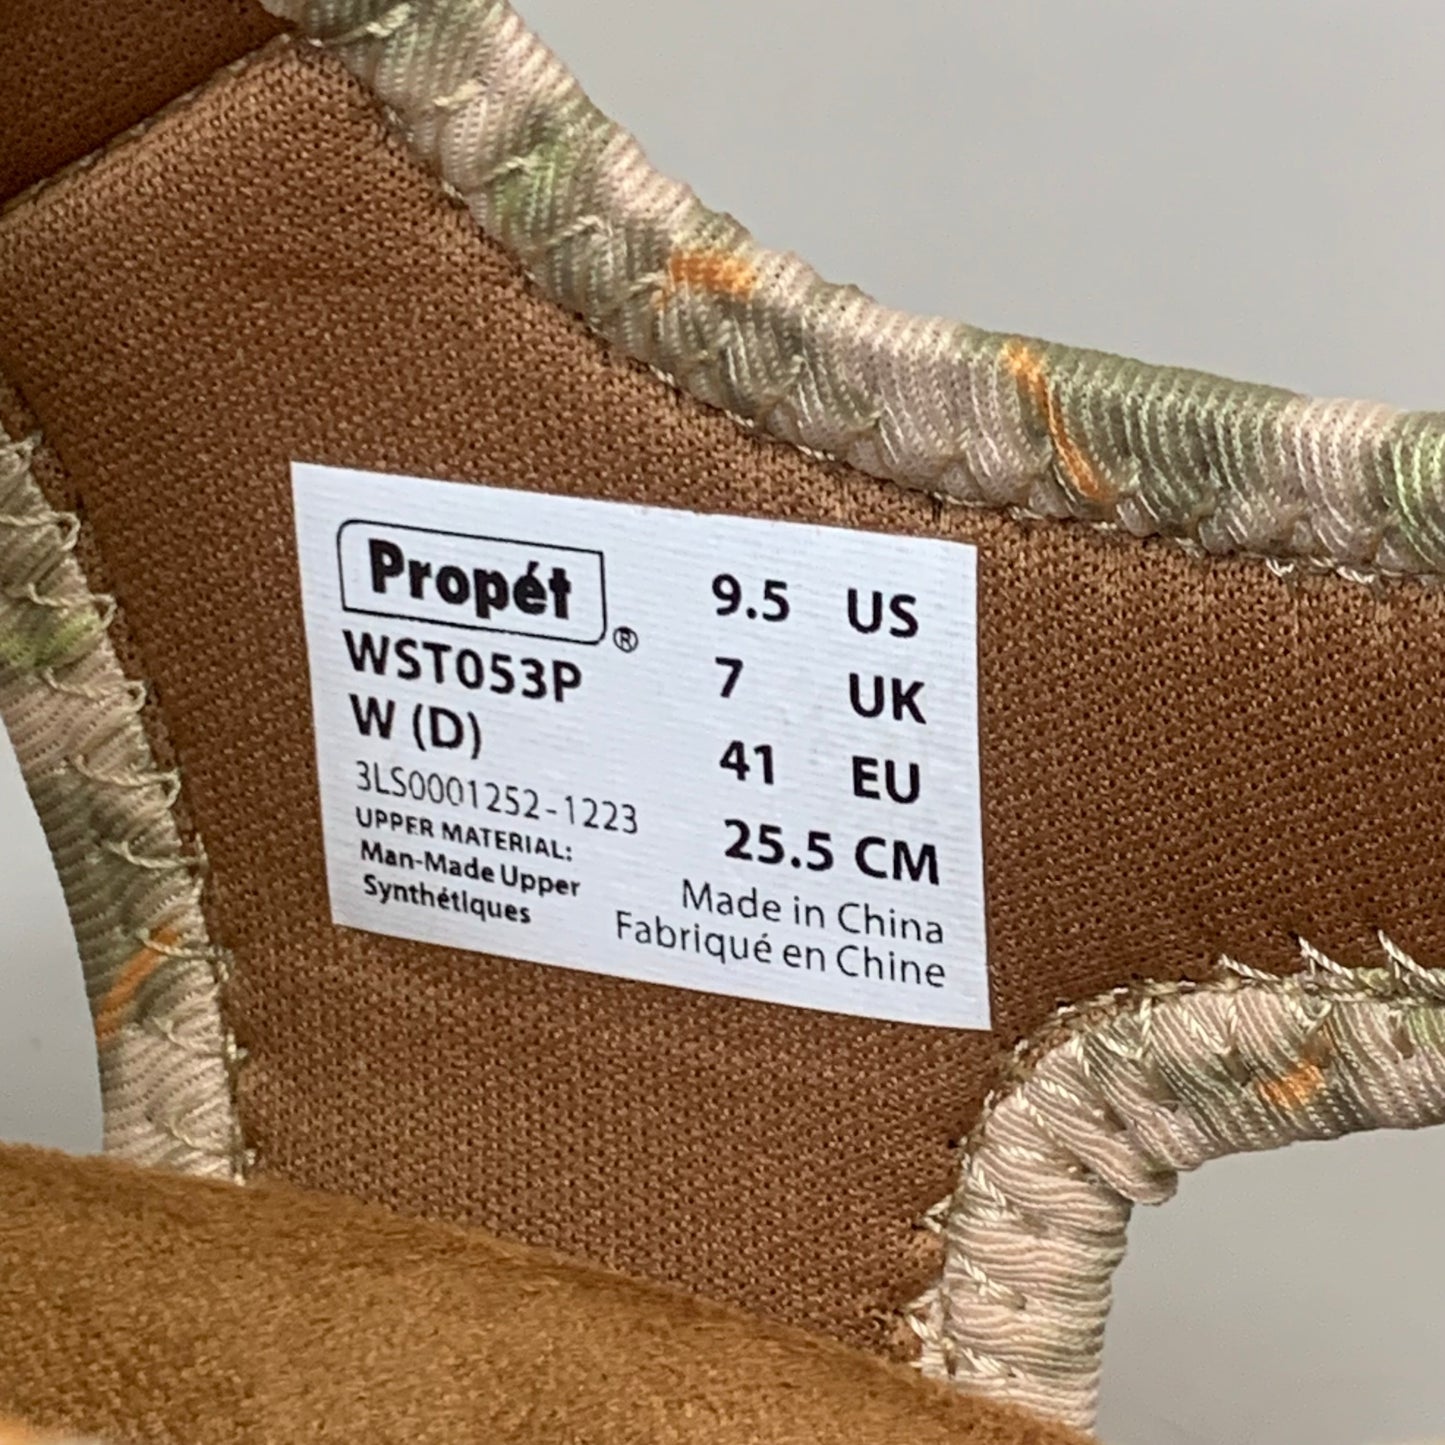 Propét®
WST053P
W (D)
3LS0001252-1223
UPPER MATERIAL:
Man-Made Upper
Synthétiques
9.5 US
7 UK
41 EU
25.5 CM
Made in China
Fabriqué en Chine